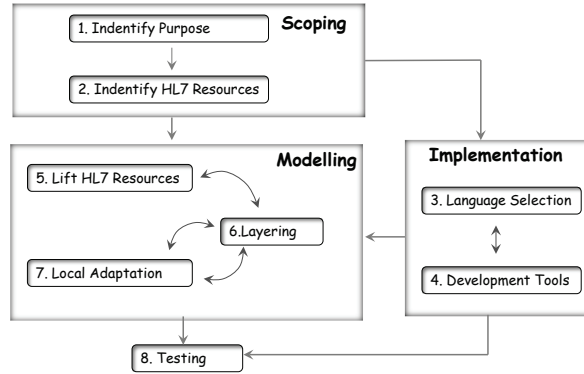 Scoping
1. Indentify Purpose
2. Indentify HL7 Resources
Modelling
5. Lift HL7 Resources
6.Layering
7. Local Adaptation
Implementation
3. Language Selection
4. Development Tools
8. Testing